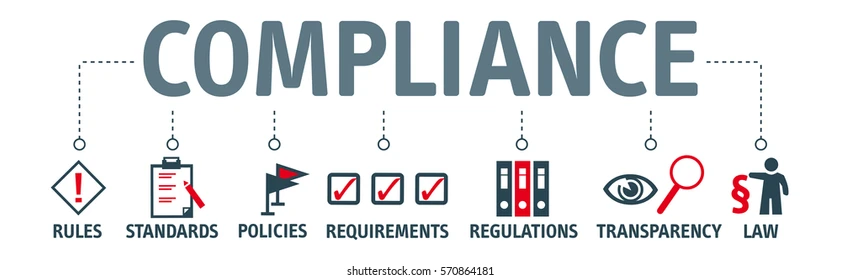 COMPLIANCE
!
§
RULES STANDARDS POLICIES REQUIREMENTS REGULATIONS TRANSPARENCY LAW
shutterstock.com · 570864181